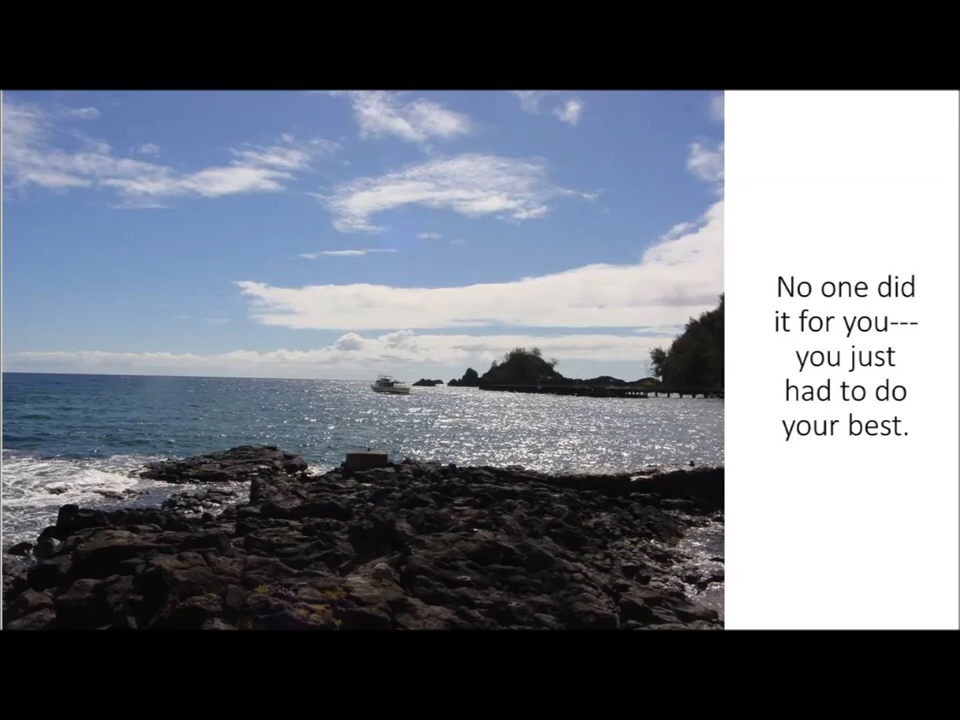 No one did
it for you---
you just
had to do
your best.